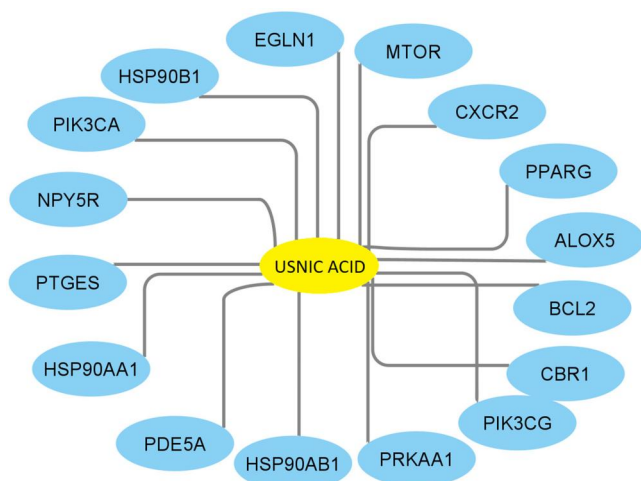 EGLN1
MTOR
HSP90B1
CXCR2
PIK3CA
PPARG
NPY5R
ALOX5
USNIC ACID
PTGES
BCL2
HSP90AA1
CBR1
PIK3CG
PDE5A
HSP90AB1
PRKAA1